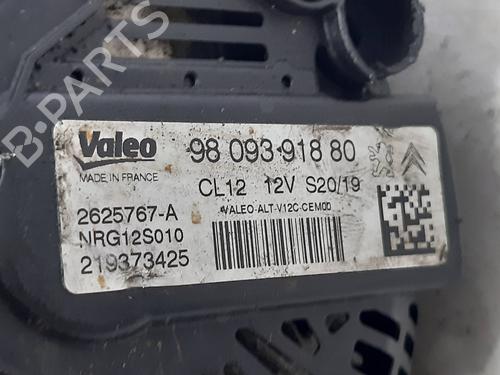 B-PARTS
Valeo
MADE IN FRANCE
98 093 918 80
CL12 12V S20/19
VALEO-ALT-V12C-CEM00
2625767-A
NRG12S010
219373425